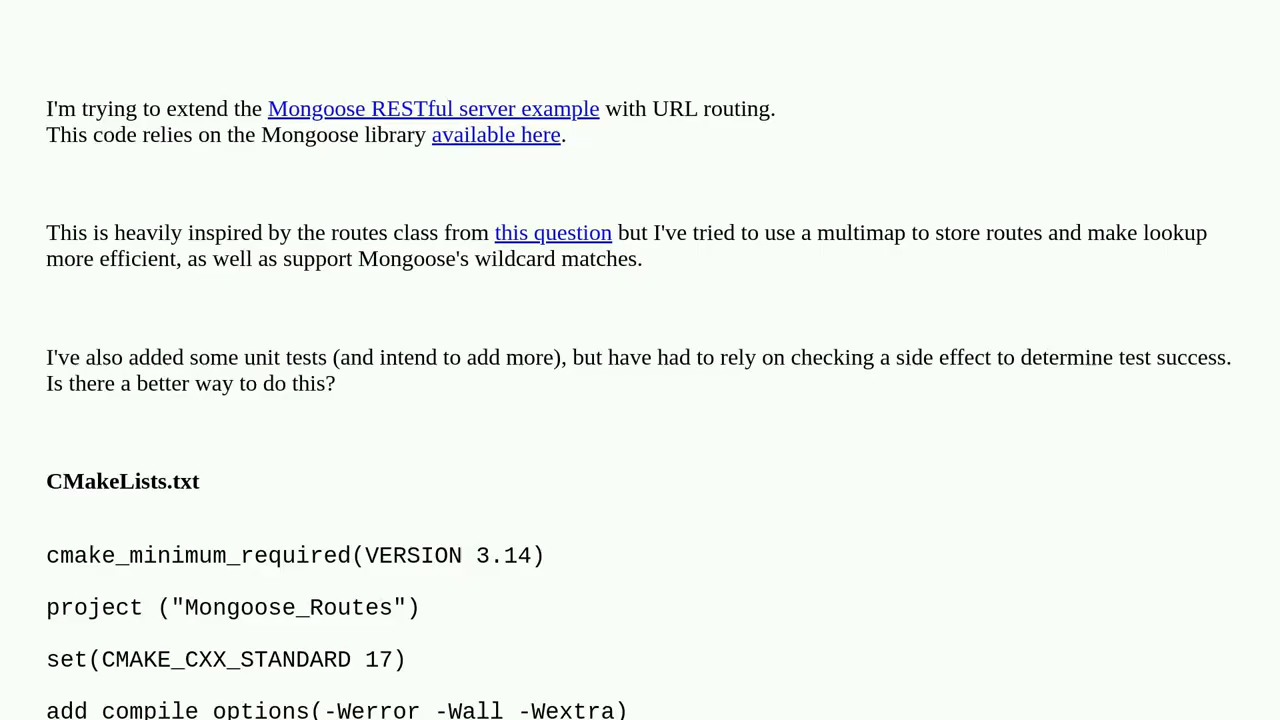 I'm trying to extend the Mongoose RESTful server example with URL routing.
This code relies on the Mongoose library available here.
This is heavily inspired by the routes class from this question but I've tried to use a multimap to store routes and make lookup
more efficient, as well as support Mongoose's wildcard matches.
I've also added some unit tests (and intend to add more), but have had to rely on checking a side effect to determine test success.
Is there a better way to do this?
CMakeLists.txt
cmake_minimum_required(VERSION 3.14)
project ("Mongoose_Routes")
set(CMAKE_CXX_STANDARD 17)
add_compile_options(-Werror -Wall -Wextra)